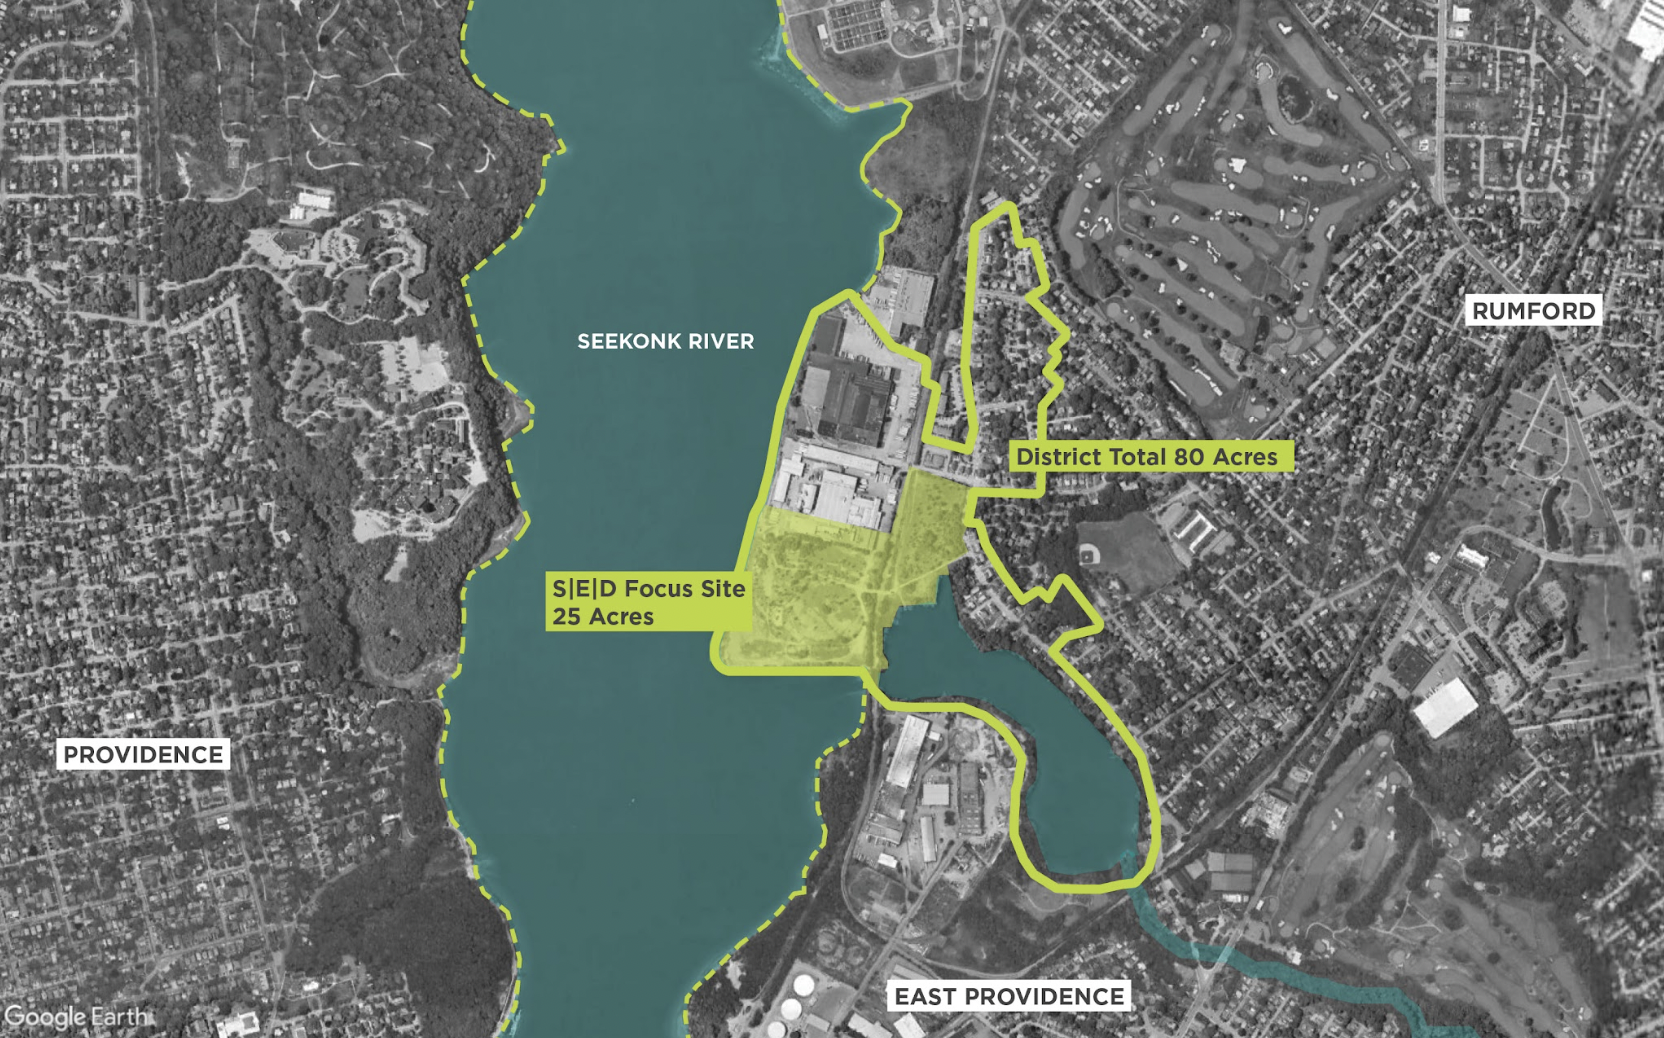 RUMFORD
SEEKONK RIVER
District Total 80 Acres
S|E|D Focus Site
25 Acres
PROVIDENCE
EAST PROVIDENCE
Google Earth